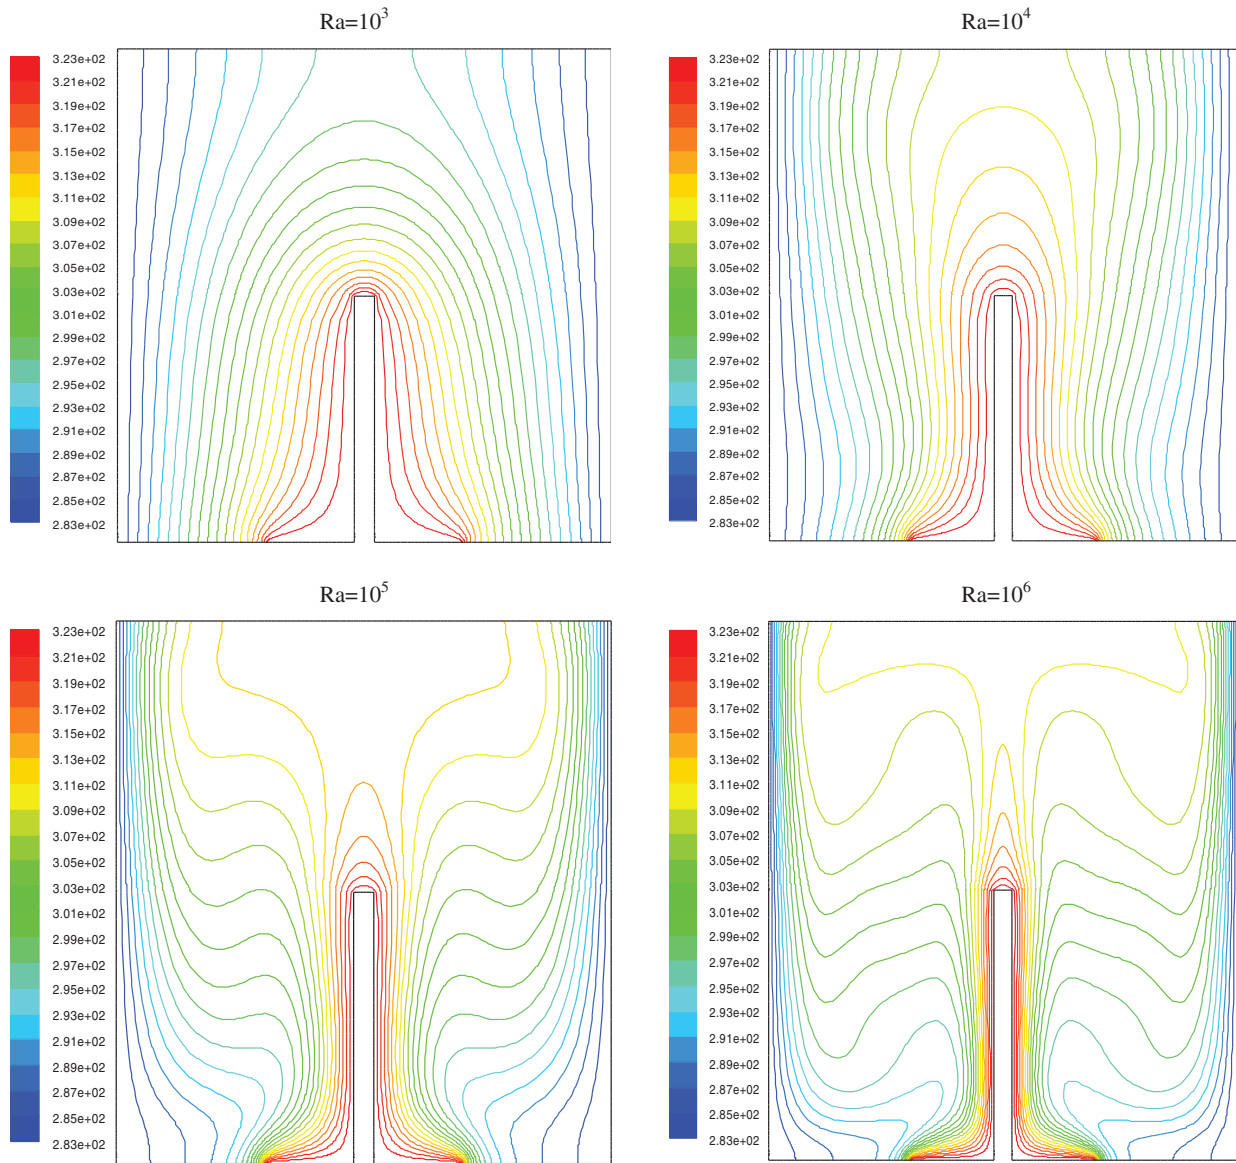 Ra=10³
3.23e+02
3.21e+02
3.19e+02
3.17e+02
3.15e+02
3.13e+02
3.11e+02
3.09e+02
3.07e+02
3.05e+02
3.03e+02
3.01e+02
2.99e+02
2.97e+02
2.95e+02
2.93e+02
2.91e+02
2.89e+02
2.87e+02
2.85e+02
2.83e+02
Ra=10⁴
3.23e+02
3.21e+02
3.19e+02
3.17e+02
3.15e+02
3.13e+02
3.11e+02
3.09e+02
3.07e+02
3.05e+02
3.03e+02
3.01e+02
2.99e+02
2.97e+02
2.95e+02
2.93e+02
2.91e+02
2.89e+02
2.87e+02
2.85e+02
2.83e+02
Ra=10⁵
3.23e+02
3.21e+02
3.19e+02
3.17e+02
3.15e+02
3.13e+02
3.11e+02
3.09e+02
3.07e+02
3.05e+02
3.03e+02
3.01e+02
2.99e+02
2.97e+02
2.95e+02
2.93e+02
2.91e+02
2.89e+02
2.87e+02
2.85e+02
2.83e+02
Ra=10⁶
3.23e+02
3.21e+02
3.19e+02
3.17e+02
3.15e+02
3.13e+02
3.11e+02
3.09e+02
3.07e+02
3.05e+02
3.03e+02
3.01e+02
2.99e+02
2.97e+02
2.95e+02
2.93e+02
2.91e+02
2.89e+02
2.87e+02
2.85e+02
2.83e+02